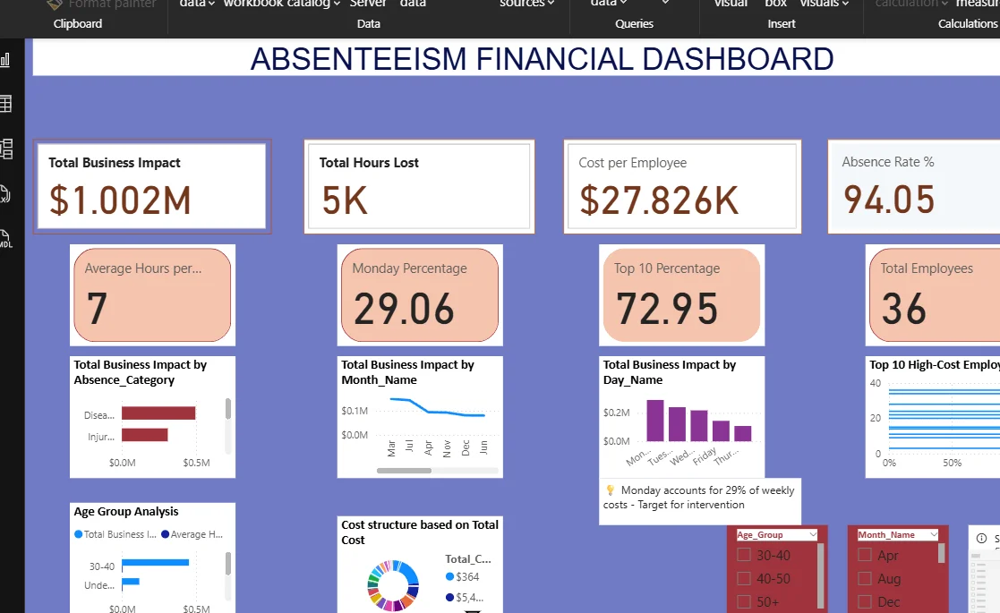 Format painter
data
workbook catalog
Server
data
sources
data
visual
box
visuals
calculation
measur
Clipboard
Data
Queries
Insert
Calculations
ABSENTEEISM FINANCIAL DASHBOARD
Total Business Impact
$1.002M
Total Hours Lost
5K
Cost per Employee
$27.826K
Absence Rate %
94.05
Average Hours per...
7
Monday Percentage
29.06
Top 10 Percentage
72.95
Total Employees
36
Total Business Impact by
Absence_Category
Disea...
Injur...
$0.0M
$0.5M
Total Business Impact by
Month_Name
$0.1M
$0.0M
Mar
Jul
Apr
Nov
Dec
Jun
Total Business Impact by
Day_Name
$0.2M
$0.0M
Mon...
Tues...
Wed...
Friday
Thur...
💡 Monday accounts for 29% of weekly
costs - Target for intervention
Top 10 High-Cost Employ
40
20
0
0%
50%
Age Group Analysis
Total Business I...
Average H...
30-40
Unde...
$0.0M
$0.5M
Cost structure based on Total
Cost
Total_C...
$364
$5,4...
Age_Group
30-40
40-50
50+
Month_Name
Apr
Aug
Dec
S
MDL